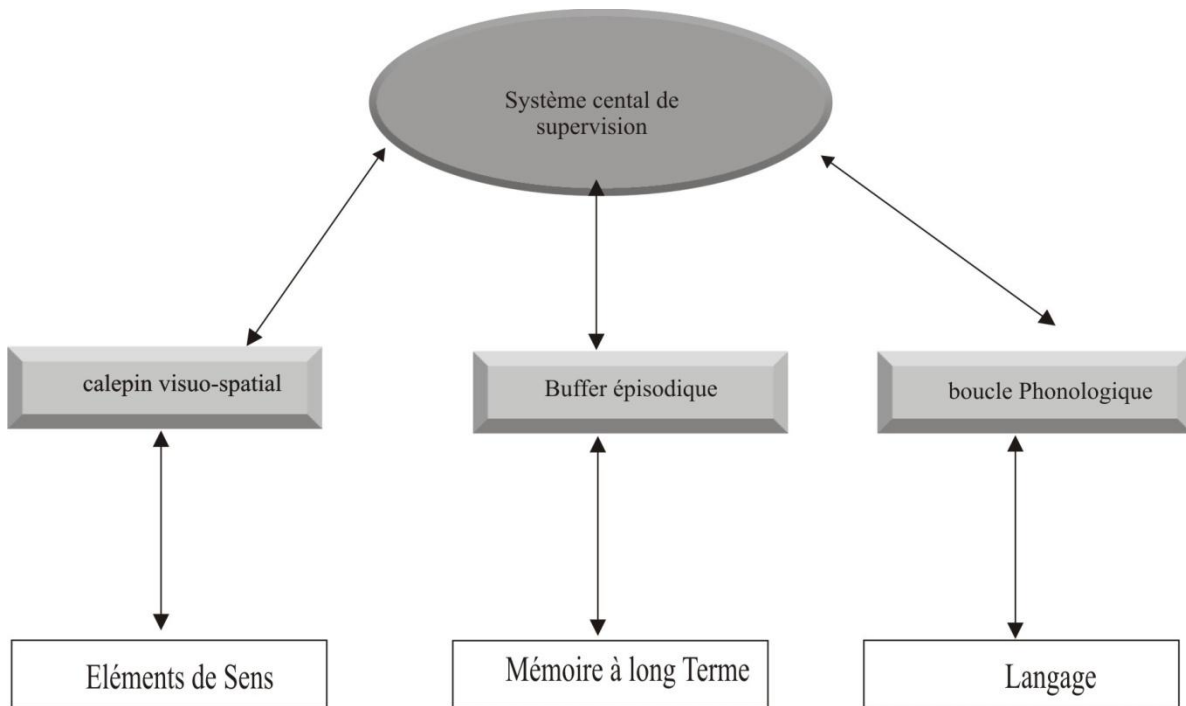 Système cental de
supervision
calepin visuo-spatial
Buffer épisodique
boucle Phonologique
Eléments de Sens
Mémoire à long Terme
Langage